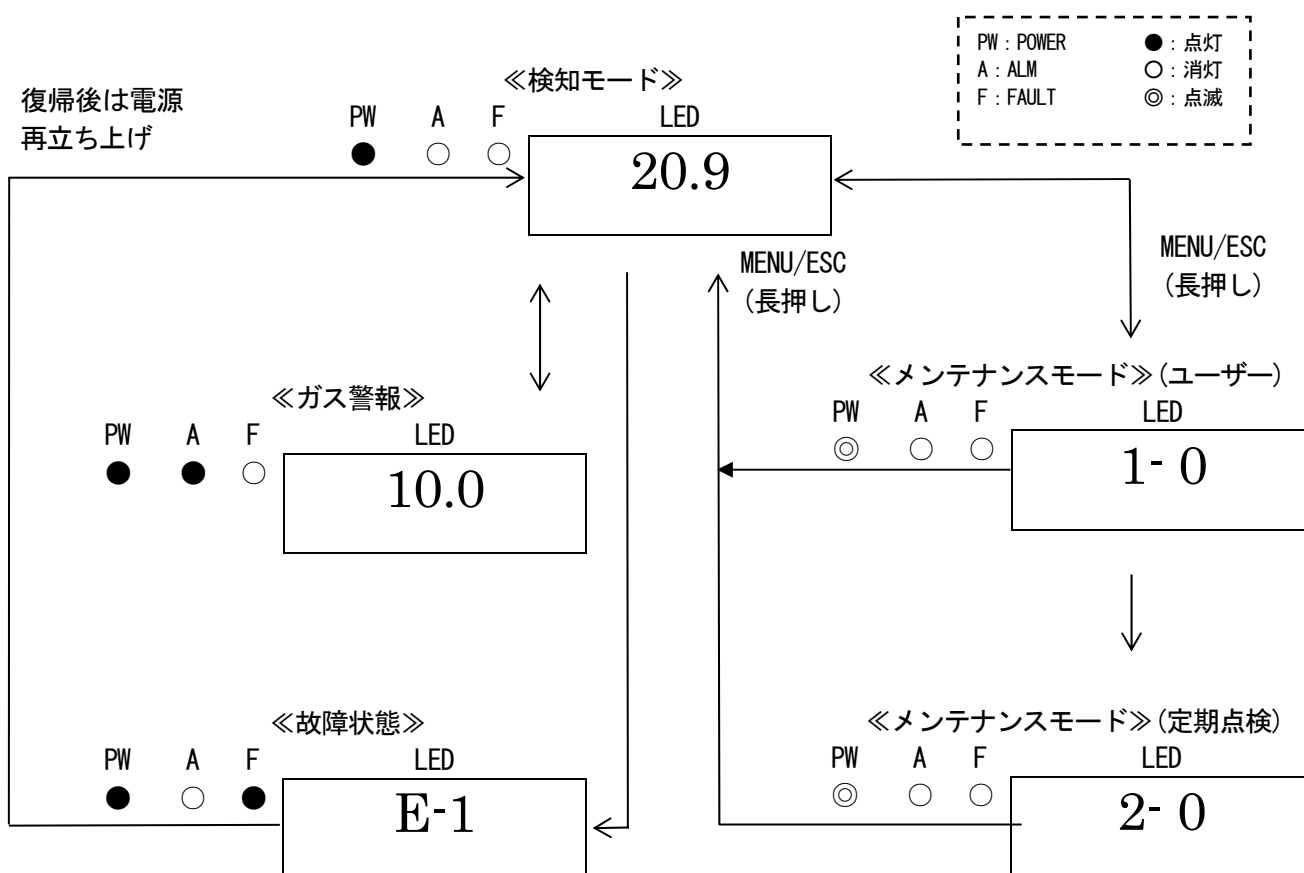 PW : POWER ● : 点灯
A : ALM ○ : 消灯
F : FAULT ◎ : 点滅
復帰後は電源
再立ち上げ
≪検知モード≫
PW A F LED
● ○ ○
20.9
MENU/ESC
(長押し)
MENU/ESC
(長押し)
≪ガス警報≫
PW A F LED
● ● ○
10.0
≪メンテナンスモード≫(ユーザー)
PW A F LED
◎ ○ ○
1- 0
≪故障状態≫
PW A F LED
● ○ ●
E-1
≪メンテナンスモード≫(定期点検)
PW A F LED
◎ ○ ○
2- 0